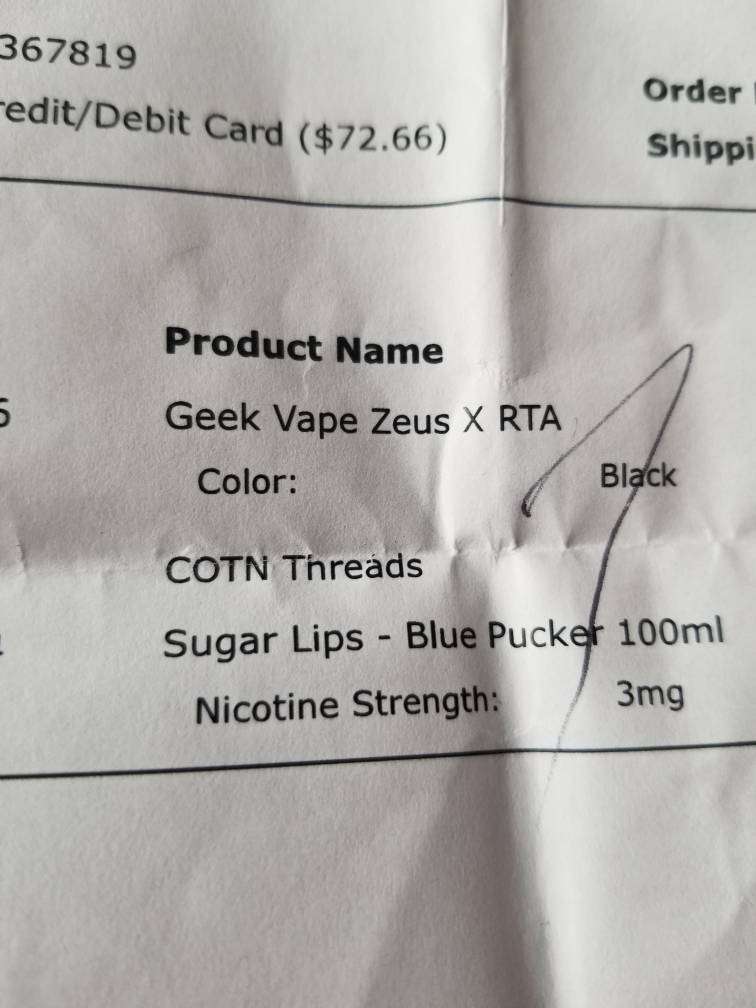 367819
redit/Debit Card ($72.66)
Order
Shippi
Product Name
Geek Vape Zeus X RTA
Color: Black
COTN Threads
Sugar Lips - Blue Pucker 100ml
Nicotine Strength: 3mg